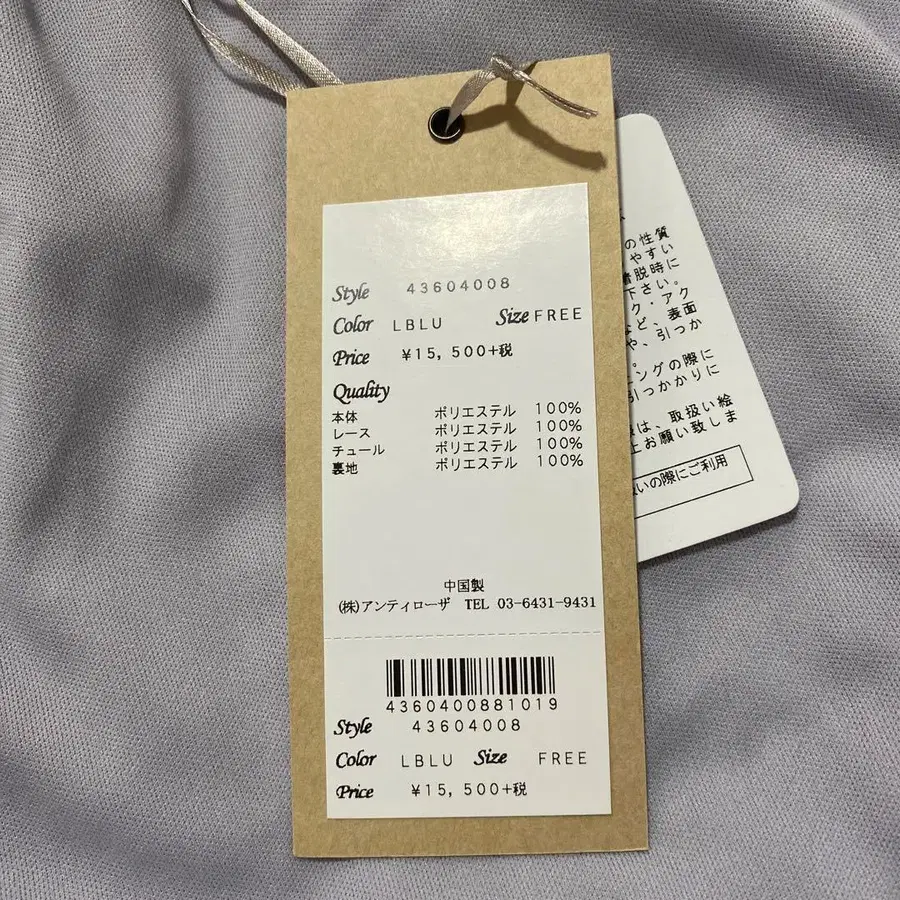 Style 43604008
Color LBLU Size FREE
Price ¥15,500+税
Quality
本体 ポリエステル 100%
レース ポリエステル 100%
チュール ポリエステル 100%
裏地 ポリエステル 100%
中国製
(株)アンティローザ TEL 03-6431-9431
4360400881019
Style 43604008
Color LBLU Size FREE
Price ¥15,500+税
の性質
やすい
着脱時に
下さい。
ク・アク
など、表面
や、引っか
。
ニングの際に
引っかかりに
は、取扱い絵
上お願い致しま
いの際にご利用